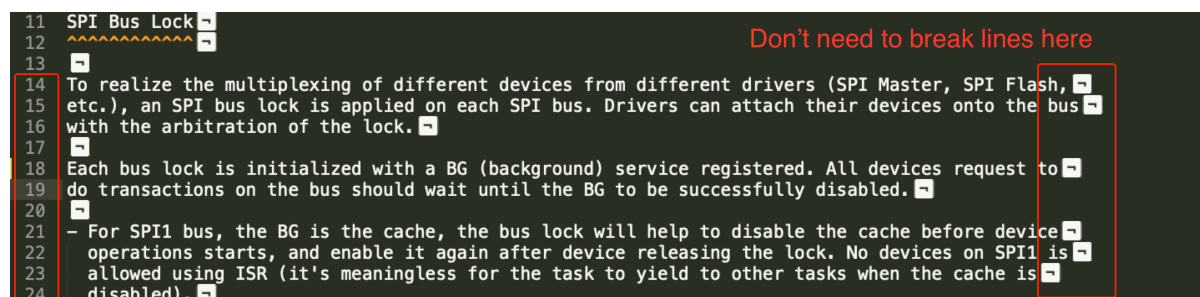 11 SPI Bus Lock¬
12 ^^^^^^^^^^^^¬
Don't need to break lines here
13 ¬
14 To realize the multiplexing of different devices from different drivers (SPI Master, SPI Flash,¬
15 etc.), an SPI bus lock is applied on each SPI bus. Drivers can attach their devices onto the bus¬
16 with the arbitration of the lock.¬
17 ¬
18 Each bus lock is initialized with a BG (background) service registered. All devices request to¬
19 do transactions on the bus should wait until the BG to be successfully disabled.¬
20 ¬
21 – For SPI1 bus, the BG is the cache, the bus lock will help to disable the cache before device¬
22 operations starts, and enable it again after device releasing the lock. No devices on SPI1 is¬
23 allowed using ISR (it's meaningless for the task to yield to other tasks when the cache is¬
24 disabled).¬